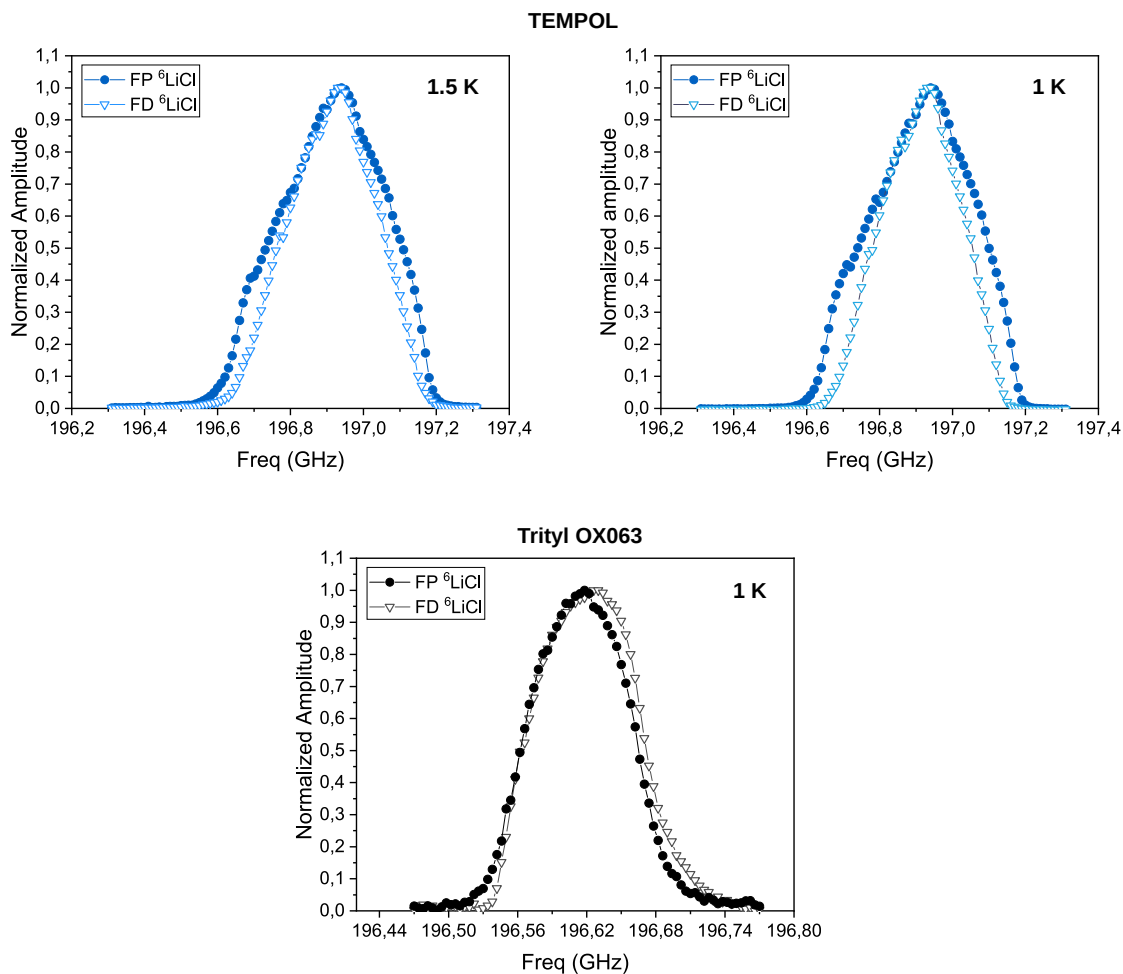 TEMPOL
1,1
1,0
0,9
0,8
0,7
0,6
0,5
0,4
0,3
0,2
0,1
0,0
Normalized Amplitude
FP ⁶LiCl
FD ⁶LiCl
1.5 K
196,2 196,4 196,6 196,8 197,0 197,2 197,4
Freq (GHz)
1,1
1,0
0,9
0,8
0,7
0,6
0,5
0,4
0,3
0,2
0,1
0,0
Normalized amplitude
FP ⁶LiCl
FD ⁶LiCl
1 K
196,2 196,4 196,6 196,8 197,0 197,2 197,4
Freq (GHz)
Trityl OX063
1,1
1,0
0,9
0,8
0,7
0,6
0,5
0,4
0,3
0,2
0,1
0,0
Normalized Amplitude
FP ⁶LiCl
FD ⁶LiCl
1 K
196,44 196,50 196,56 196,62 196,68 196,74 196,80
Freq (GHz)